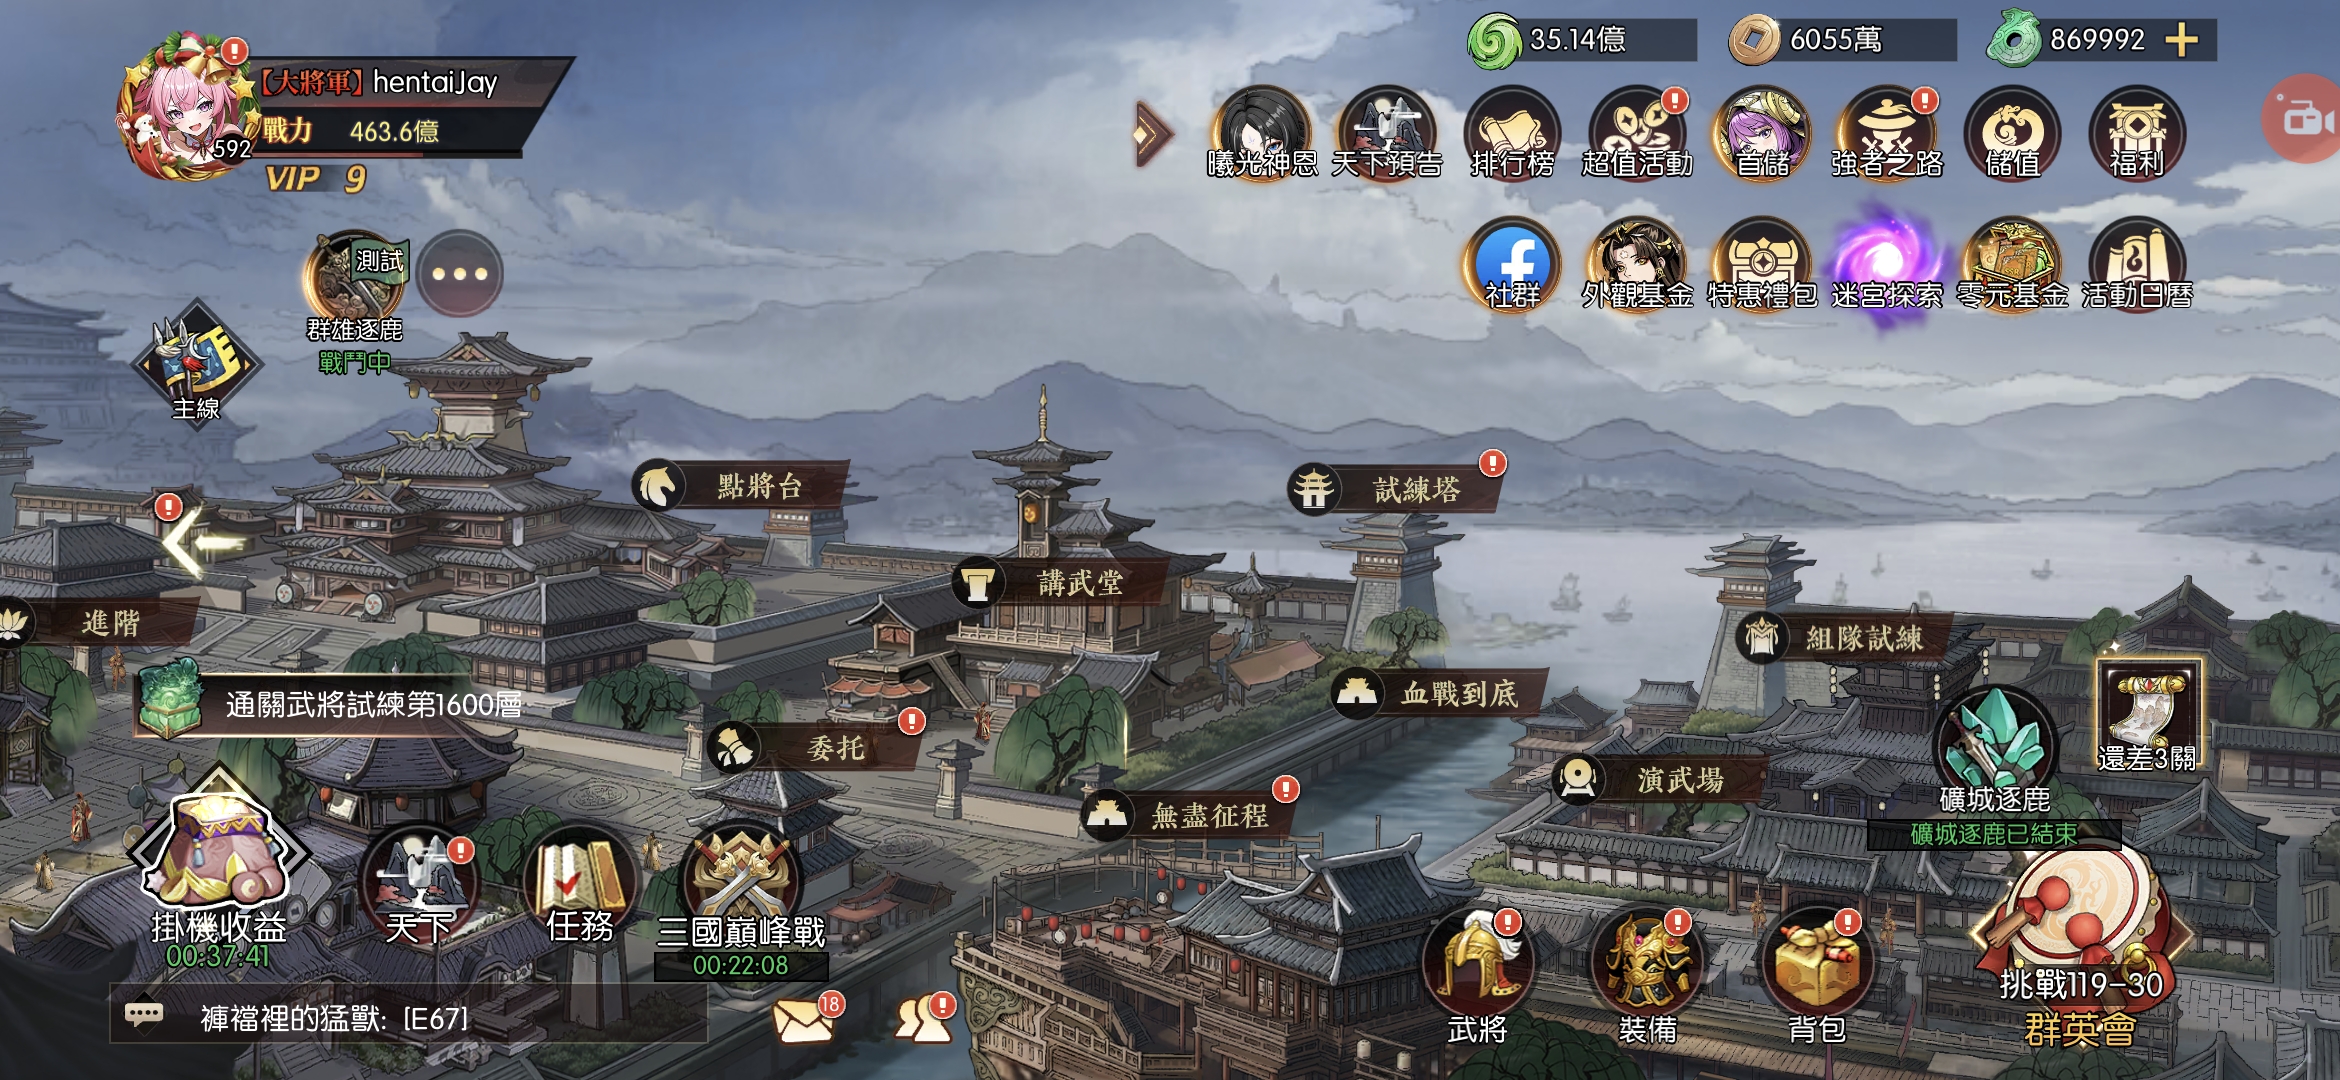 【大將軍】hentaiJay
戰力 463.6億
592
VIP 9
35.14億
6055萬
869992
曦光神恩
天下預告
排行榜
超值活動
首儲
強者之路
儲值
福利
社群
外觀基金
特惠禮包
迷宮探索
零元基金
活動日曆
測試
群雄逐鹿
戰鬥中
主線
點將台
試練塔
講武堂
進階
組隊試練
血戰到底
通關武將試練第1600層
委托
演武場
無盡征程
還差3關
礦城逐鹿
礦城逐鹿已結束
掛機收益
00:37:41
天下
任務
三國巔峰戰
00:22:08
褲襠裡的猛獸: [E67]
18
武將
裝備
背包
挑戰119-30
群英會